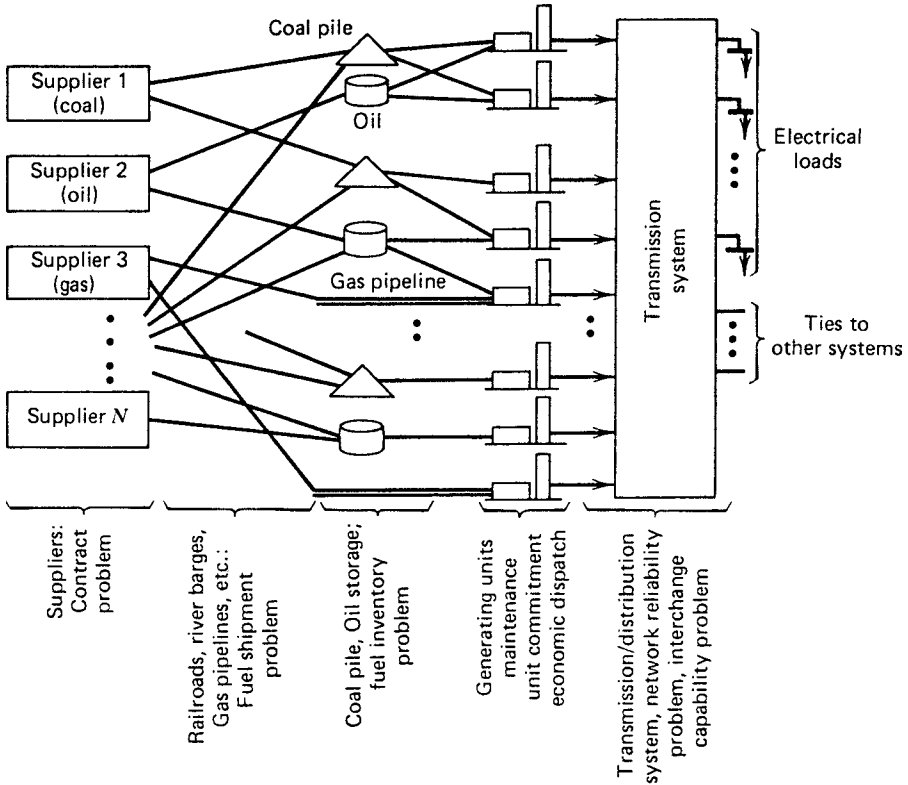 Coal pile
Supplier 1
(coal)
Oil
Supplier 2
(oil)
Supplier 3
(gas)
Gas pipeline
Supplier N
Transmission
system
Electrical
loads
Ties to
other systems
Suppliers:
Contract
problem
Railroads, river barges,
Gas pipelines, etc.:
Fuel shipment
problem
Coal pile, Oil storage;
fuel inventory
problem
Generating units
maintenance
unit commitment
economic dispatch
Transmission/distribution
system, network reliability
problem, interchange
capability problem